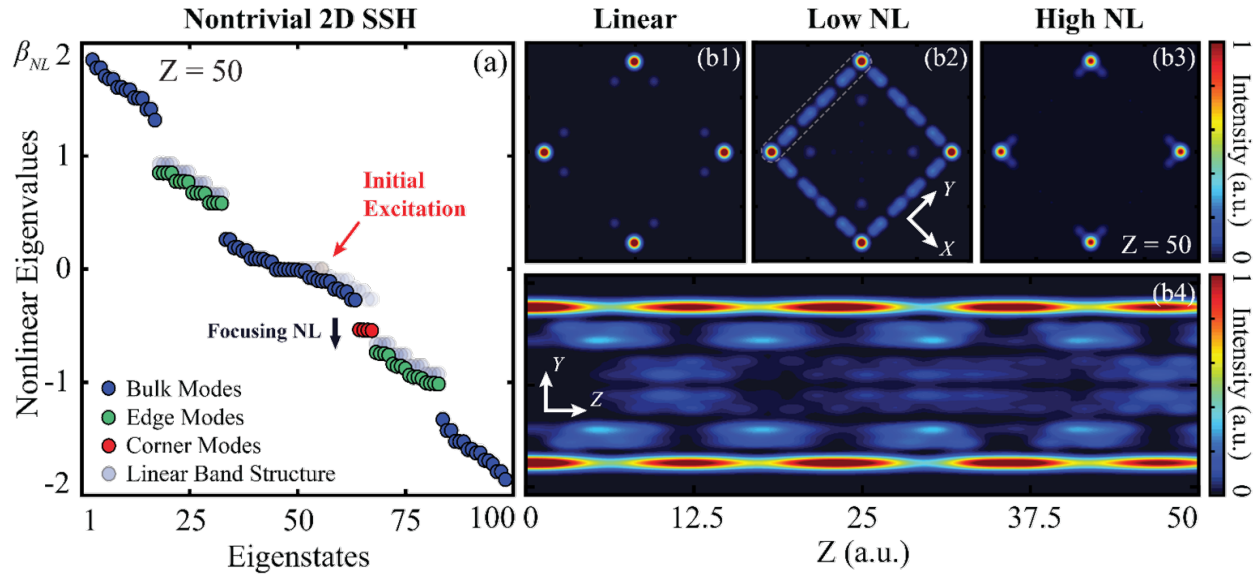 Nontrivial 2D SSH
Linear
Low NL
High NL
β_NL
2
1
0
-1
-2
Nonlinear Eigenvalues
Z = 50
(a)
Initial
Excitation
Focusing NL
Bulk Modes
Edge Modes
Corner Modes
Linear Band Structure
1
25
50
75
100
Eigenstates
(b1)
(b2)
Y
X
(b3)
Z = 50
1
0
Intensity (a.u.)
(b4)
Y
Z
1
0
Intensity (a.u.)
0
12.5
25
37.5
50
Z (a.u.)